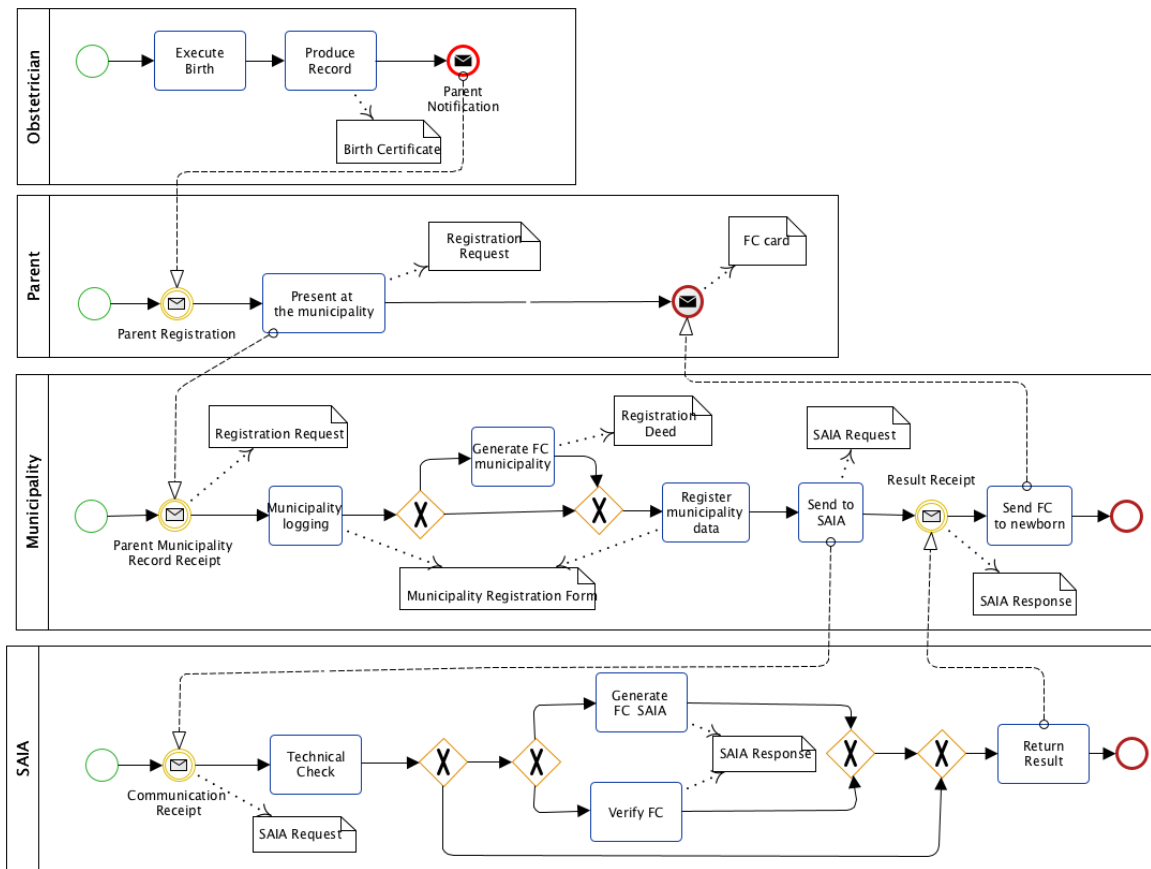 Obstetrician
Execute
Birth
Produce
Record
Parent
Notification
Birth Certificate
Parent
Parent Registration
Present at
the municipality
Registration
Request
FC card
Municipality
Parent Municipality
Record Receipt
Registration Request
Municipality
logging
Generate FC
municipality
Registration
Deed
Municipality Registration Form
Register
municipality
data
Send to
SAIA
SAIA Request
Result Receipt
SAIA Response
Send FC
to newborn
SAIA
Communication
Receipt
SAIA Request
Technical
Check
Generate
FC SAIA
Verify FC
SAIA Response
Return
Result